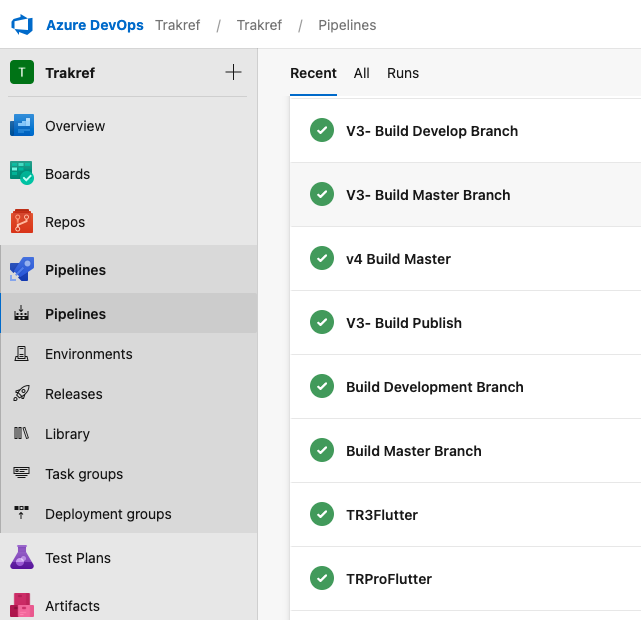 Azure DevOps Trakref / Trakref / Pipelines
T Trakref
Overview
Boards
Repos
Pipelines
Pipelines
Environments
Releases
Library
Task groups
Deployment groups
Test Plans
Artifacts
Recent All Runs
V3- Build Develop Branch
V3- Build Master Branch
v4 Build Master
V3- Build Publish
Build Development Branch
Build Master Branch
TR3Flutter
TRProFlutter